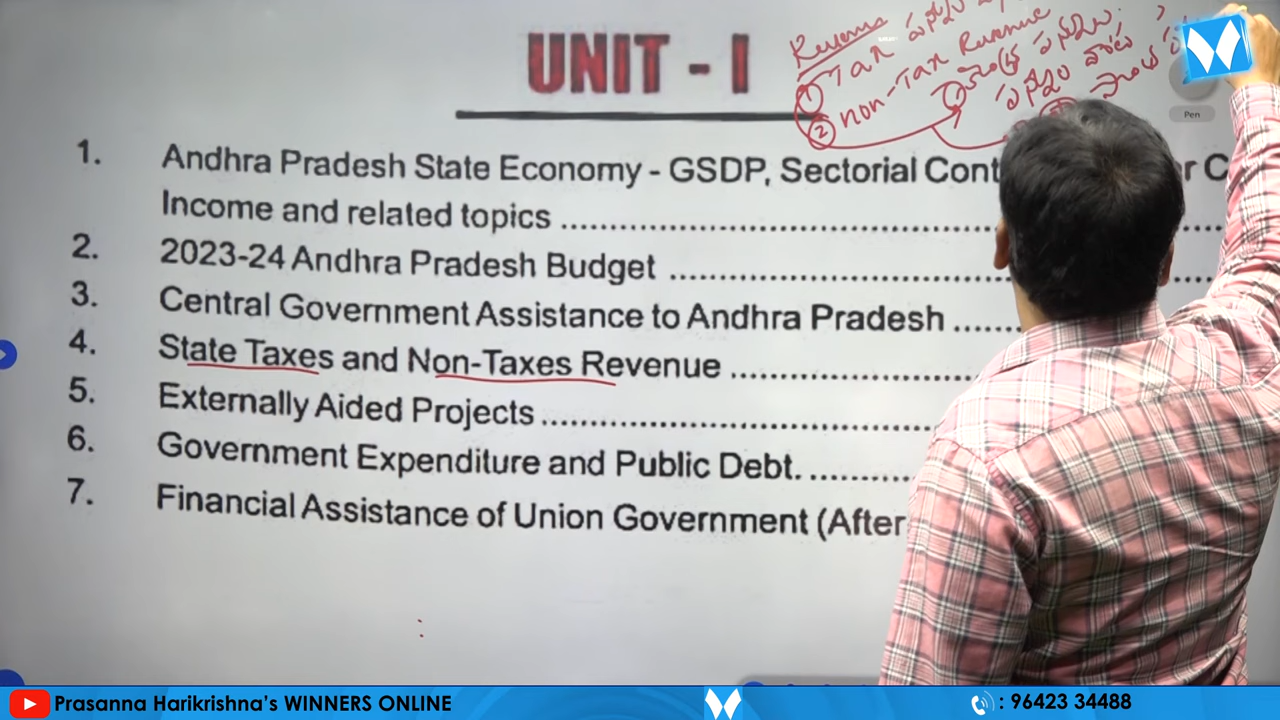 UNIT - I
Revenue
① Tax
② Non-Tax Revenue
Pen
1. Andhra Pradesh State Economy - GSDP, Sectorial Cont
Income and related topics
2. 2023-24 Andhra Pradesh Budget
3. Central Government Assistance to Andhra Pradesh
4. State Taxes and Non-Taxes Revenue
5. Externally Aided Projects
6. Government Expenditure and Public Debt.
7. Financial Assistance of Union Government (After
Prasanna Harikrishna's WINNERS ONLINE
: 96423 34488